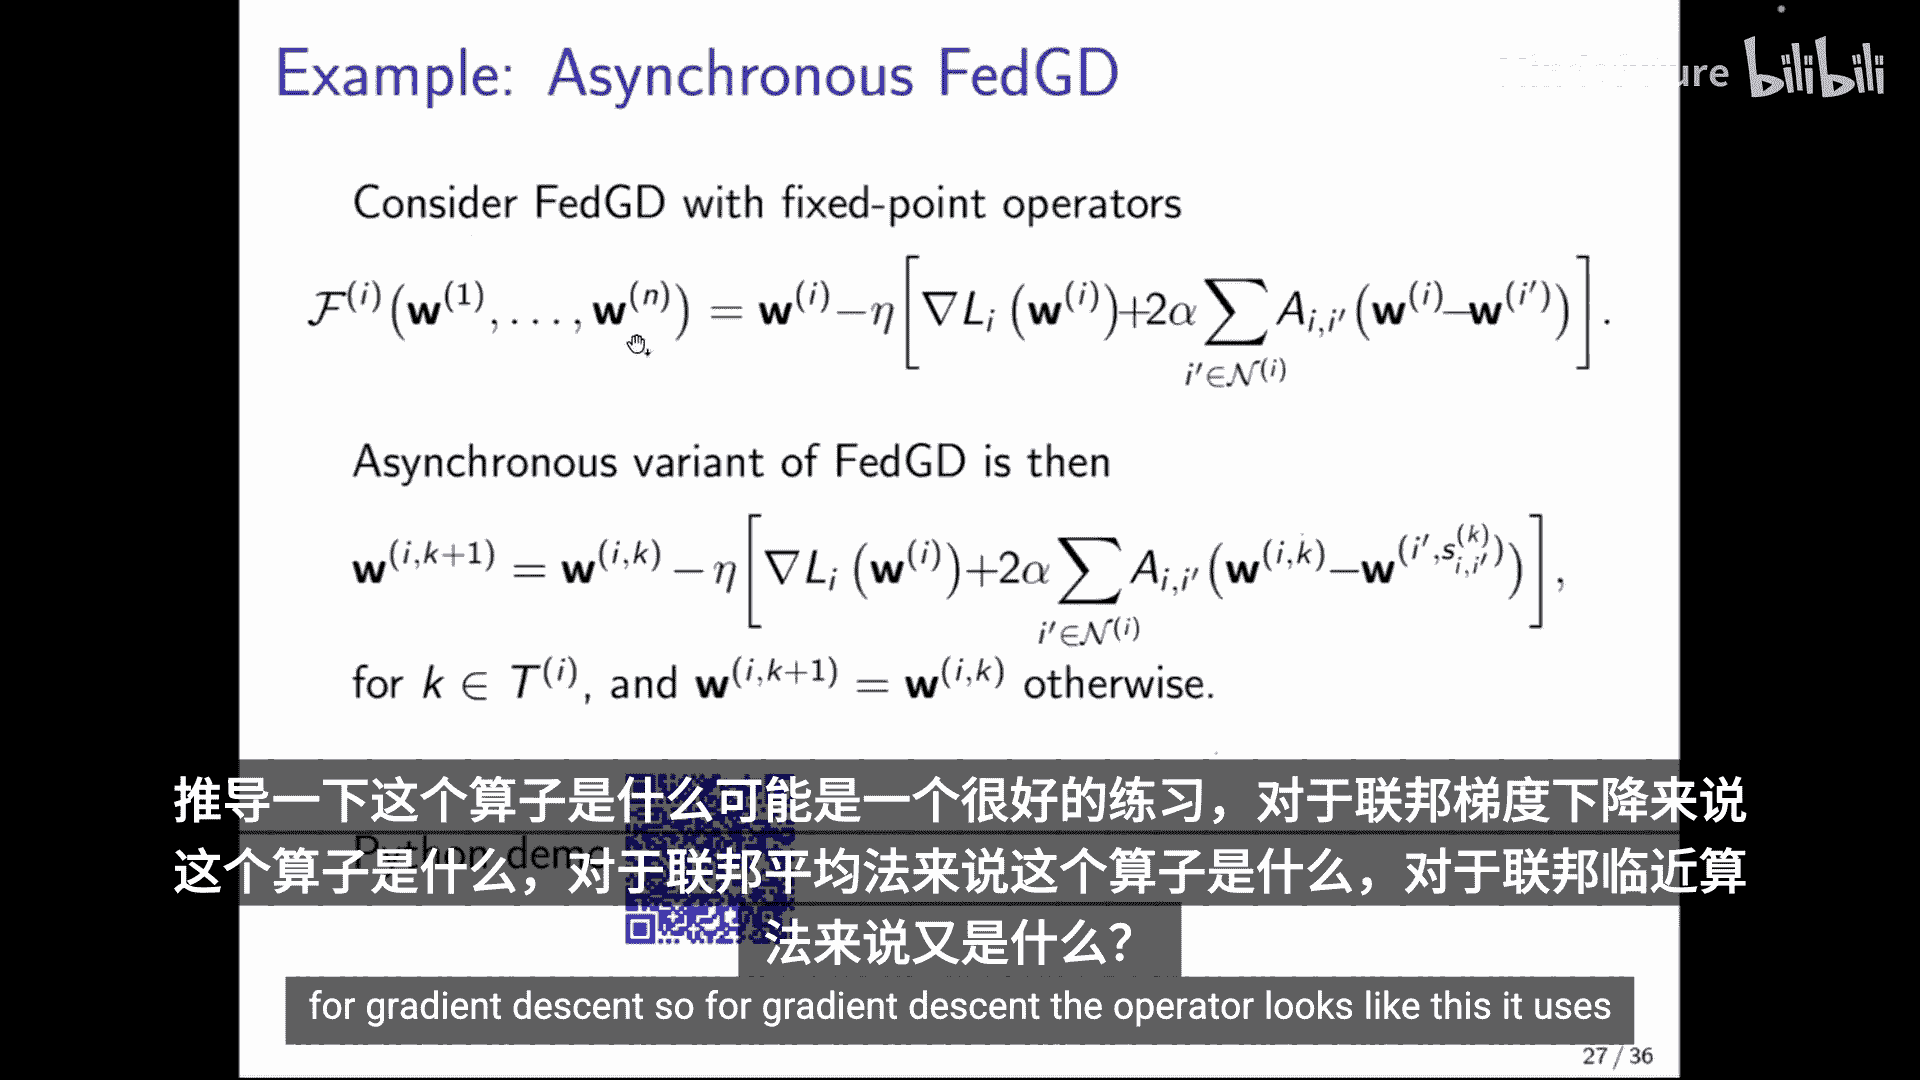 Example: Asynchronous FedGD
bilibili
Consider FedGD with fixed-point operators
𝓕^(i)(𝐰^(1), . . . , 𝐰^(n)) = 𝐰^(i) − η[∇L_i(𝐰^(i)) + 2α ∑_{i′∈𝒩^(i)} A_{i,i′}(𝐰^(i) − 𝐰^(i′))].
Asynchronous variant of FedGD is then
𝐰^(i,k+1) = 𝐰^(i,k) − η[∇L_i(𝐰^(i)) + 2α ∑_{i′∈𝒩^(i)} A_{i,i′}(𝐰^(i,k) − 𝐰^(i′,s_{i,i′}^(k)))],
for k ∈ T^(i), and 𝐰^(i,k+1) = 𝐰^(i,k) otherwise.
推导一下这个算子是什么可能是一个很好的练习，对于联邦梯度下降来说
Python demo
这个算子是什么，对于联邦平均法来说这个算子是什么，对于联邦临近算
法来说又是什么？
for gradient descent so for gradient descent the operator looks like this it uses
27 / 36